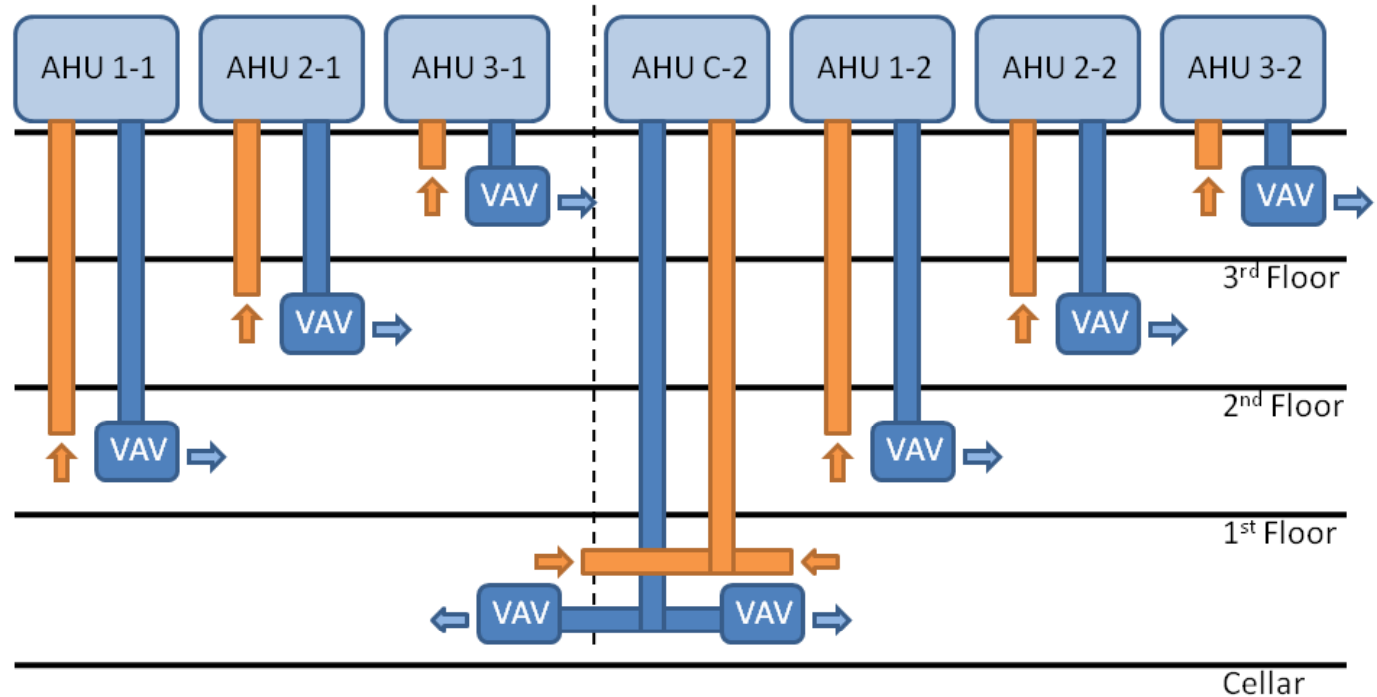 AHU 1-1
AHU 2-1
AHU 3-1
AHU C-2
AHU 1-2
AHU 2-2
AHU 3-2
VAV
VAV
3rd Floor
VAV
VAV
2nd Floor
VAV
VAV
1st Floor
VAV
VAV
Cellar